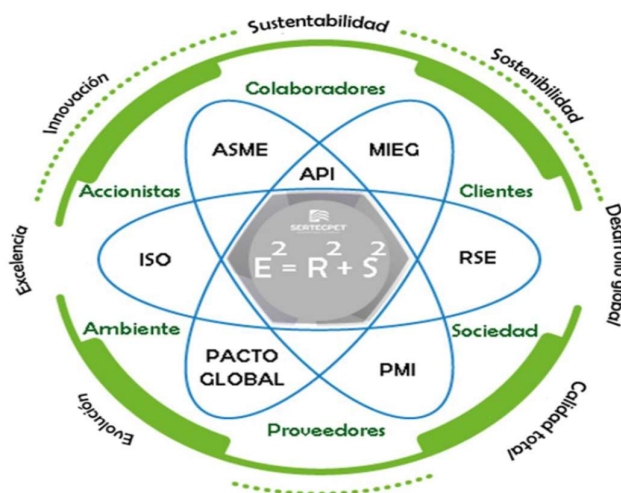 Sustentabilidad
Innovación
Sostenibilidad
Colaboradores
ASME
MIEG
API
Accionistas
Clientes
SERTECPET
E² = R² + S²
ISO
RSE
Excelencia
Desarrollo global
Ambiente
Sociedad
PACTO
GLOBAL
PMI
Evolución
Calidad total
Proveedores